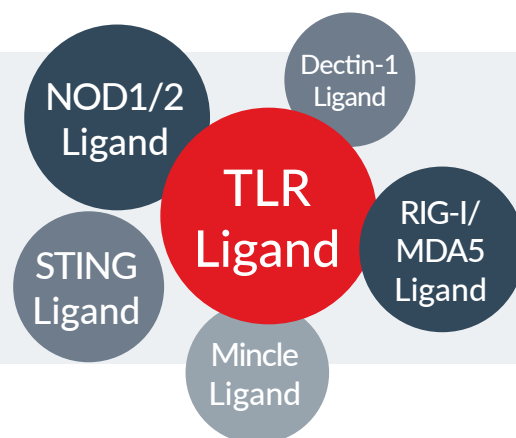 NOD1/2
Ligand
Dectin-1
Ligand
TLR
Ligand
RIG-I/
MDA5
Ligand
STING
Ligand
Mincle
Ligand